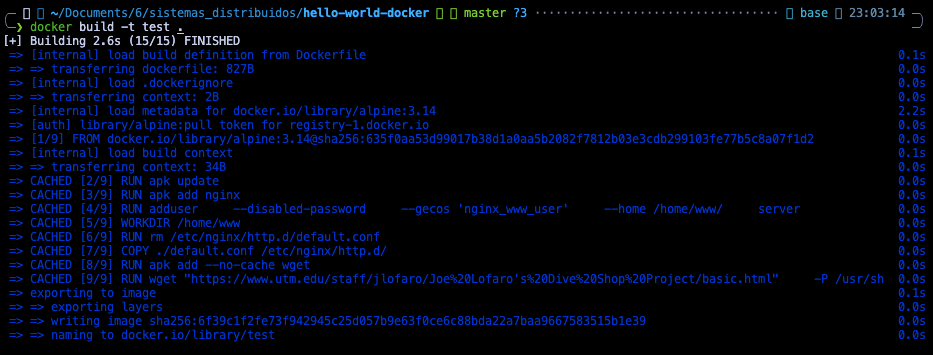 ~/Documents/6/sistemas_distribuidos/hello-world-docker master ?3 base 23:03:14
❯ docker build -t test .
[+] Building 2.6s (15/15) FINISHED
=> [internal] load build definition from Dockerfile 0.1s
=> => transferring dockerfile: 827B 0.0s
=> [internal] load .dockerignore 0.1s
=> => transferring context: 2B 0.0s
=> [internal] load metadata for docker.io/library/alpine:3.14 2.2s
=> [auth] library/alpine:pull token for registry-1.docker.io 0.0s
=> [1/9] FROM docker.io/library/alpine:3.14@sha256:635f0aa53d99017b38d1a0aa5b2082f7812b03e3cdb299103fe77b5c8a07f1d2 0.0s
=> [internal] load build context 0.1s
=> => transferring context: 34B 0.0s
=> CACHED [2/9] RUN apk update 0.0s
=> CACHED [3/9] RUN apk add nginx 0.0s
=> CACHED [4/9] RUN adduser --disabled-password --gecos 'nginx_www_user' --home /home/www/ server 0.0s
=> CACHED [5/9] WORKDIR /home/www 0.0s
=> CACHED [6/9] RUN rm /etc/nginx/http.d/default.conf 0.0s
=> CACHED [7/9] COPY ./default.conf /etc/nginx/http.d/ 0.0s
=> CACHED [8/9] RUN apk add --no-cache wget 0.0s
=> CACHED [9/9] RUN wget "https://www.utm.edu/staff/jlofaro/Joe%20Lofaro's%20Dive%20Shop%20Project/basic.html" -P /usr/sh 0.0s
=> exporting to image 0.1s
=> => exporting layers 0.0s
=> => writing image sha256:6f39c1f2fe73f942945c25d057b9e63f0ce6c88bda22a7baa9667583515b1e39 0.0s
=> => naming to docker.io/library/test 0.0s